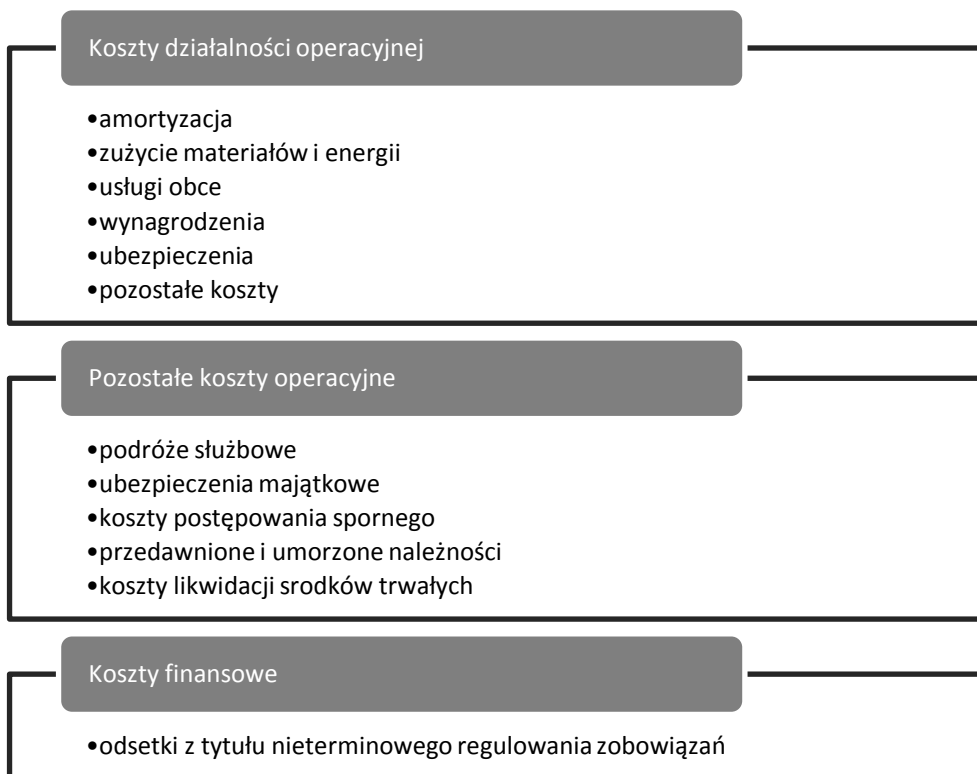 Koszty działalności operacyjnej
•amortyzacja
•zużycie materiałów i energii
•usługi obce
•wynagrodzenia
•ubezpieczenia
•pozostałe koszty
Pozostałe koszty operacyjne
•podróże służbowe
•ubezpieczenia majątkowe
•koszty postępowania spornego
•przedawnione i umorzone należności
•koszty likwidacji srodków trwałych
Koszty finansowe
•odsetki z tytułu nieterminowego regulowania zobowiązań